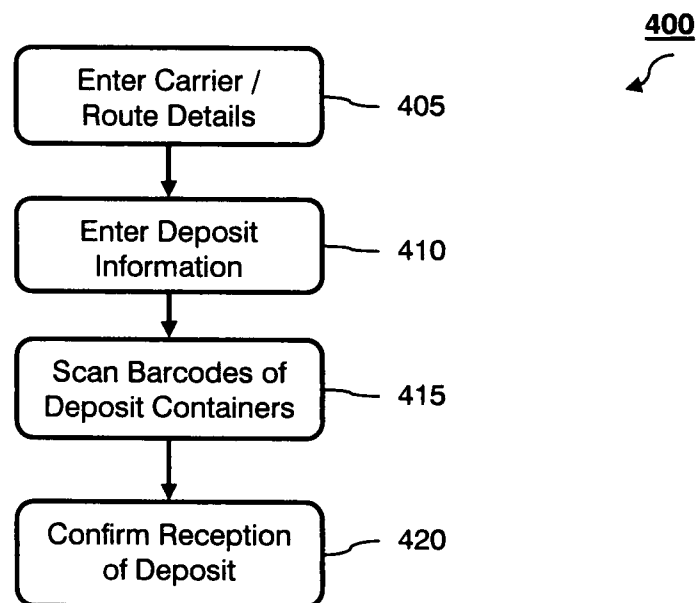 400
Enter Carrier /
Route Details
405
Enter Deposit
Information
410
Scan Barcodes of
Deposit Containers
415
Confirm Reception
of Deposit
420